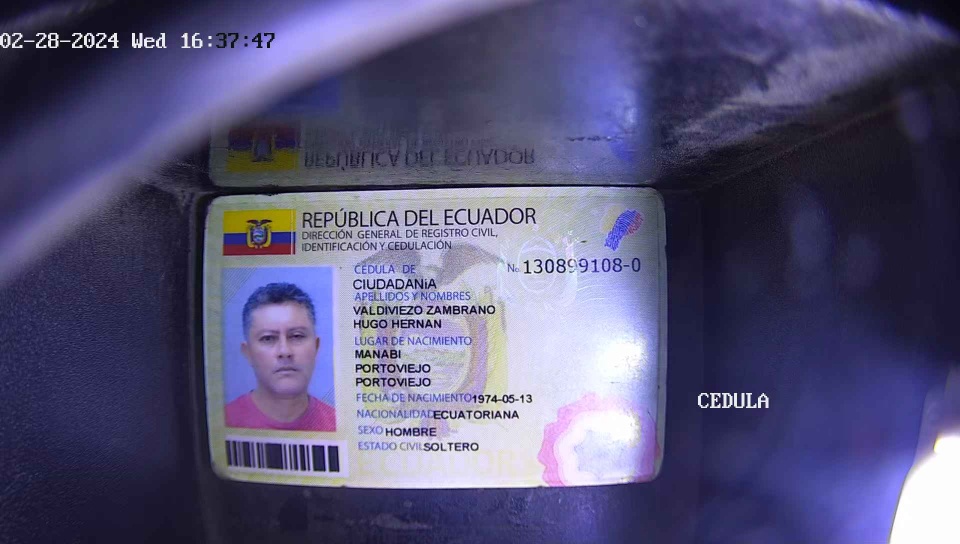 02-28-2024 Wed 16:37:47
REPÚBLICA DEL ECUADOR
REPÚBLICA DEL ECUADOR
DIRECCIÓN GENERAL DE REGISTRO CIVIL,
IDENTIFICACIÓN Y CEDULACIÓN
CÉDULA DE No. 130899108-0
CIUDADANíA
APELLIDOS Y NOMBRES
VALDIVIEZO ZAMBRANO
HUGO HERNAN
LUGAR DE NACIMIENTO
MANABI
PORTOVIEJO
PORTOVIEJO
FECHA DE NACIMIENTO 1974-05-13
CEDULA
NACIONALIDAD ECUATORIANA
SEXO HOMBRE
ESTADO CIVIL SOLTERO
ECUADOR